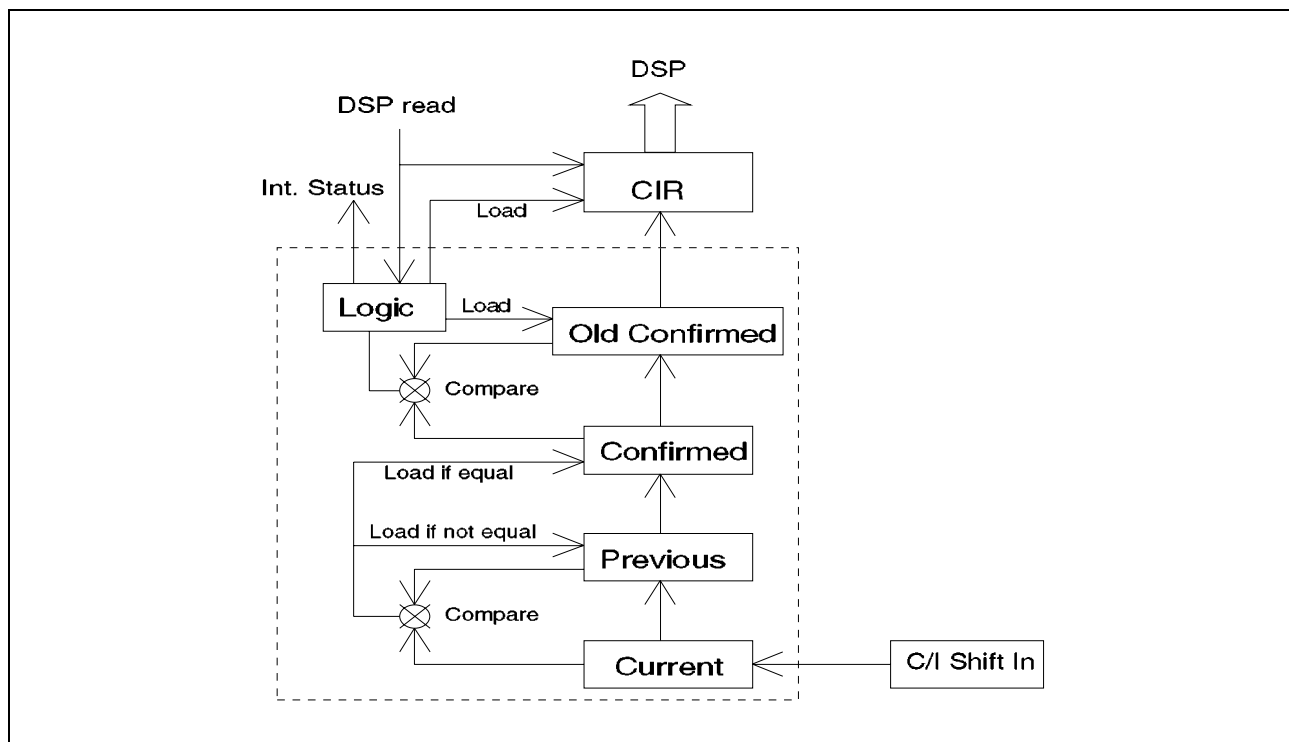 DSP
DSP read
Int. Status
CIR
Load
Logic
Load
Old Confirmed
Compare
Confirmed
Load if equal
Load if not equal
Previous
Compare
Current
C/I Shift In